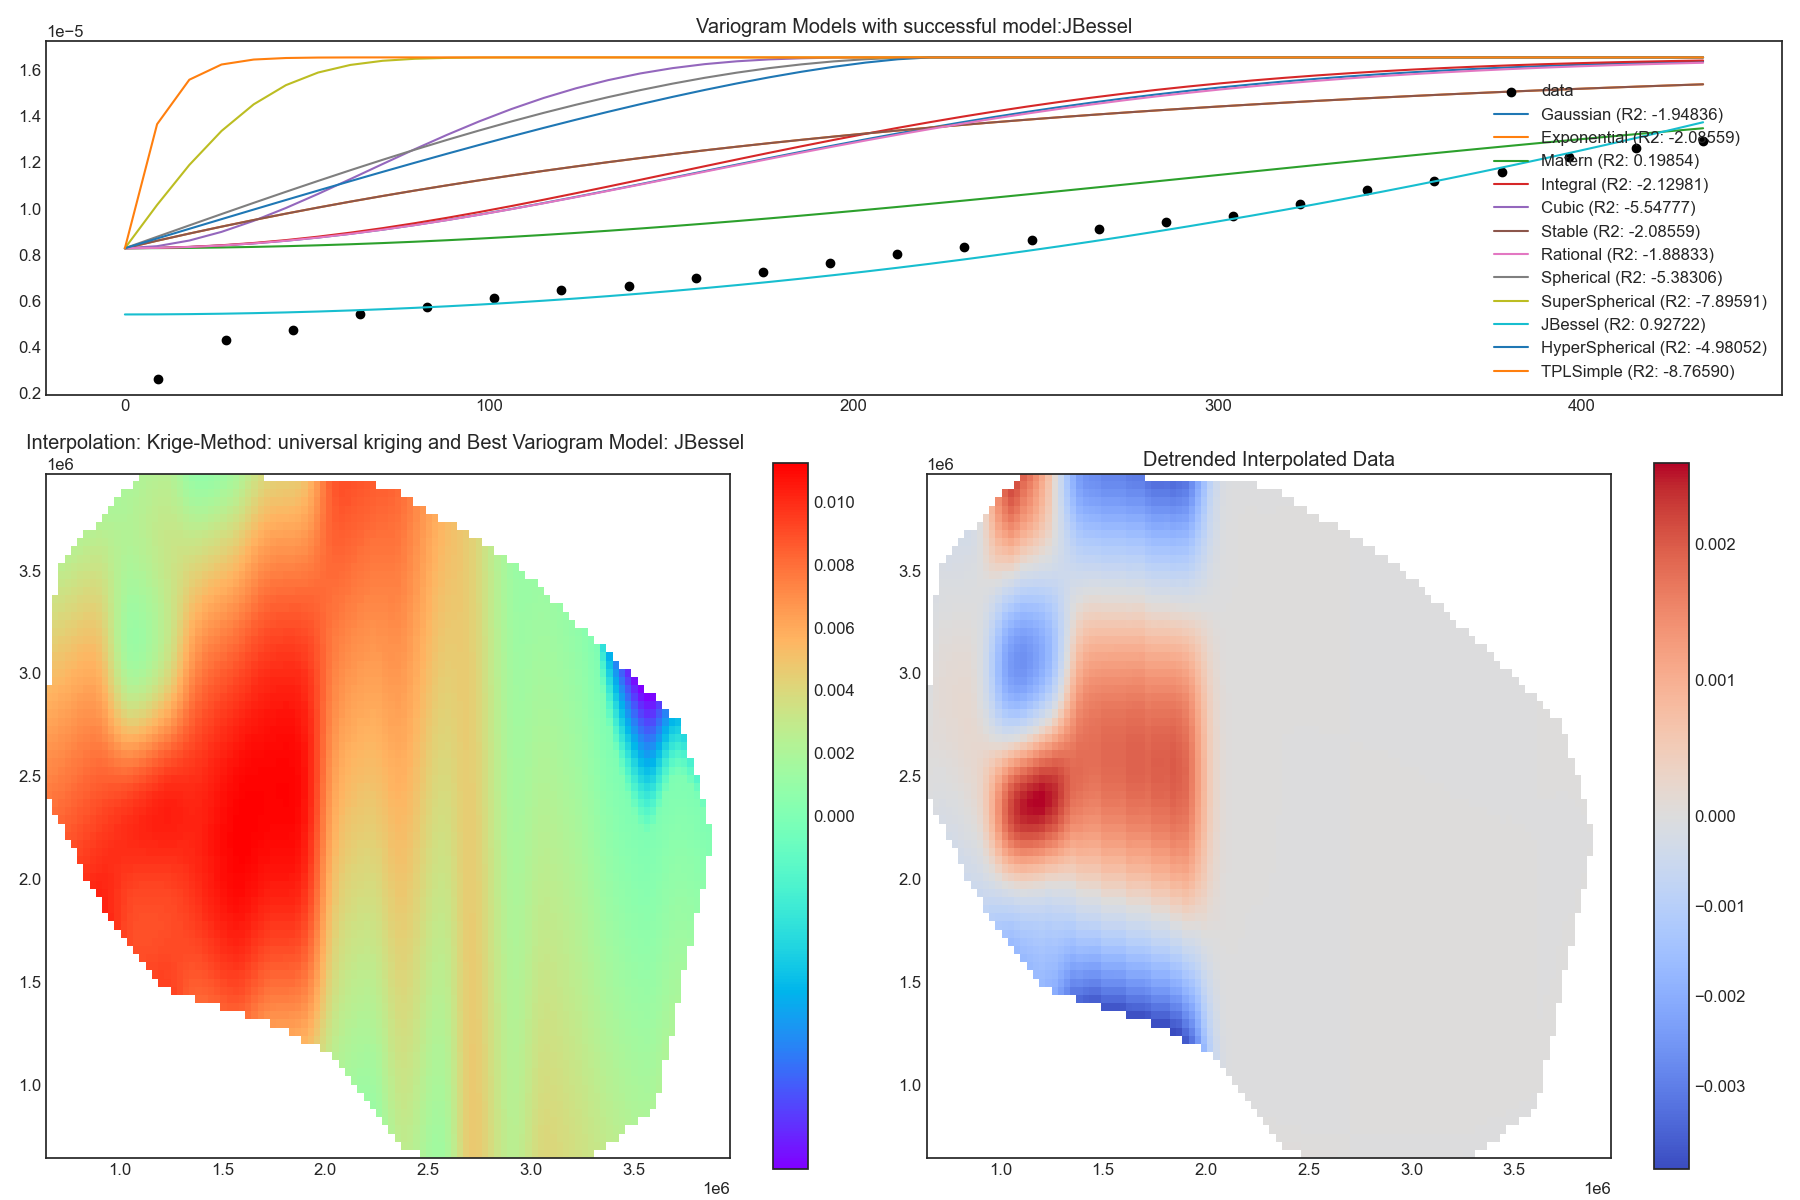 Variogram Models with successful model:JBessel
1e−5
1.6
1.4
1.2
1.0
0.8
0.6
0.4
0.2
0 100 200 300 400
data
Gaussian (R2: -1.94836)
Exponential (R2: -2.08559)
Matern (R2: 0.19854)
Integral (R2: -2.12981)
Cubic (R2: -5.54777)
Stable (R2: -2.08559)
Rational (R2: -1.88833)
Spherical (R2: -5.38306)
SuperSpherical (R2: -7.89591)
JBessel (R2: 0.92722)
HyperSpherical (R2: -4.98052)
TPLSimple (R2: -8.76590)
Interpolation: Krige-Method: universal kriging and Best Variogram Model: JBessel
1e6
3.5
3.0
2.5
2.0
1.5
1.0
1.0 1.5 2.0 2.5 3.0 3.5
1e6
0.010
0.008
0.006
0.004
0.002
0.000
Detrended Interpolated Data
1e6
3.5
3.0
2.5
2.0
1.5
1.0
1.0 1.5 2.0 2.5 3.0 3.5
1e6
0.002
0.001
0.000
−0.001
−0.002
−0.003